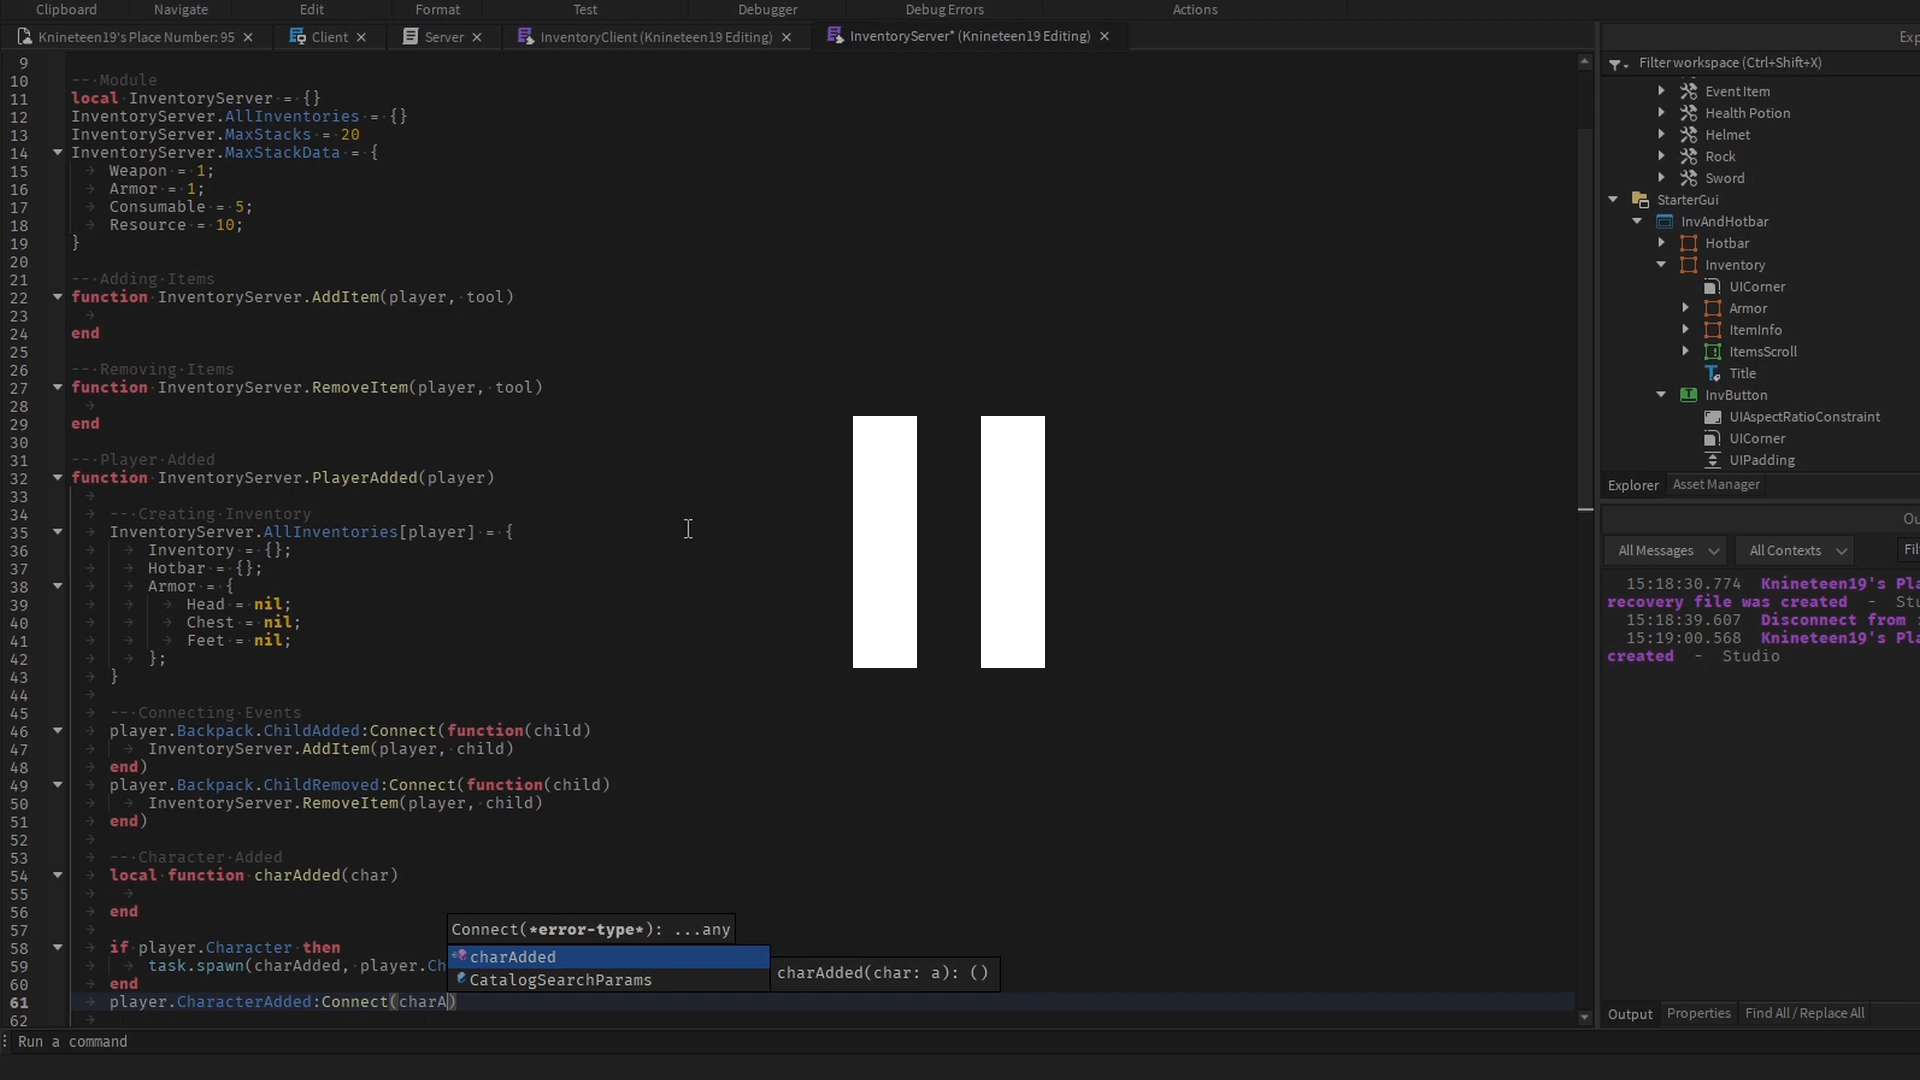 Clipboard Navigate Edit Format Test Debugger Debug Errors Actions
Knineteen19's Place Number: 95 Client Server InventoryClient (Knineteen19 Editing) InventoryServer* (Knineteen19 Editing)
9
10 -- Module
11 local InventoryServer = {}
12 InventoryServer.AllInventories = {}
13 InventoryServer.MaxStacks = 20
14 InventoryServer.MaxStackData = {
15 Weapon = 1;
16 Armor = 1;
17 Consumable = 5;
18 Resource = 10;
19 }
20
21 -- Adding Items
22 function InventoryServer.AddItem(player, tool)
23
24 end
25
26 -- Removing Items
27 function InventoryServer.RemoveItem(player, tool)
28
29 end
30
31 -- Player Added
32 function InventoryServer.PlayerAdded(player)
33
34 -- Creating Inventory
35 InventoryServer.AllInventories[player] = {
36 Inventory = {};
37 Hotbar = {};
38 Armor = {
39 Head = nil;
40 Chest = nil;
41 Feet = nil;
42 };
43 }
44
45 -- Connecting Events
46 player.Backpack.ChildAdded:Connect(function(child)
47 InventoryServer.AddItem(player, child)
48 end)
49 player.Backpack.ChildRemoved:Connect(function(child)
50 InventoryServer.RemoveItem(player, child)
51 end)
52
53 -- Character Added
54 local function charAdded(char)
55
56 end
57
58 if player.Character then
59 task.spawn(charAdded, player.Ch
60 end
61 player.CharacterAdded:Connect(charA)
62
Connect(*error-type*): ...any
charAdded
CatalogSearchParams
charAdded(char: a): ()
Run a command
Exp
Filter workspace (Ctrl+Shift+X)
Event Item
Health Potion
Helmet
Rock
Sword
StarterGui
InvAndHotbar
Hotbar
Inventory
UICorner
Armor
ItemInfo
ItemsScroll
Title
InvButton
UIAspectRatioConstraint
UICorner
UIPadding
Explorer Asset Manager
Ou
All Messages All Contexts Fil
15:18:30.774 Knineteen19's Pla
recovery file was created - Stu
15:18:39.607 Disconnect from
15:19:00.568 Knineteen19's Pla
created - Studio
Output Properties Find All / Replace All